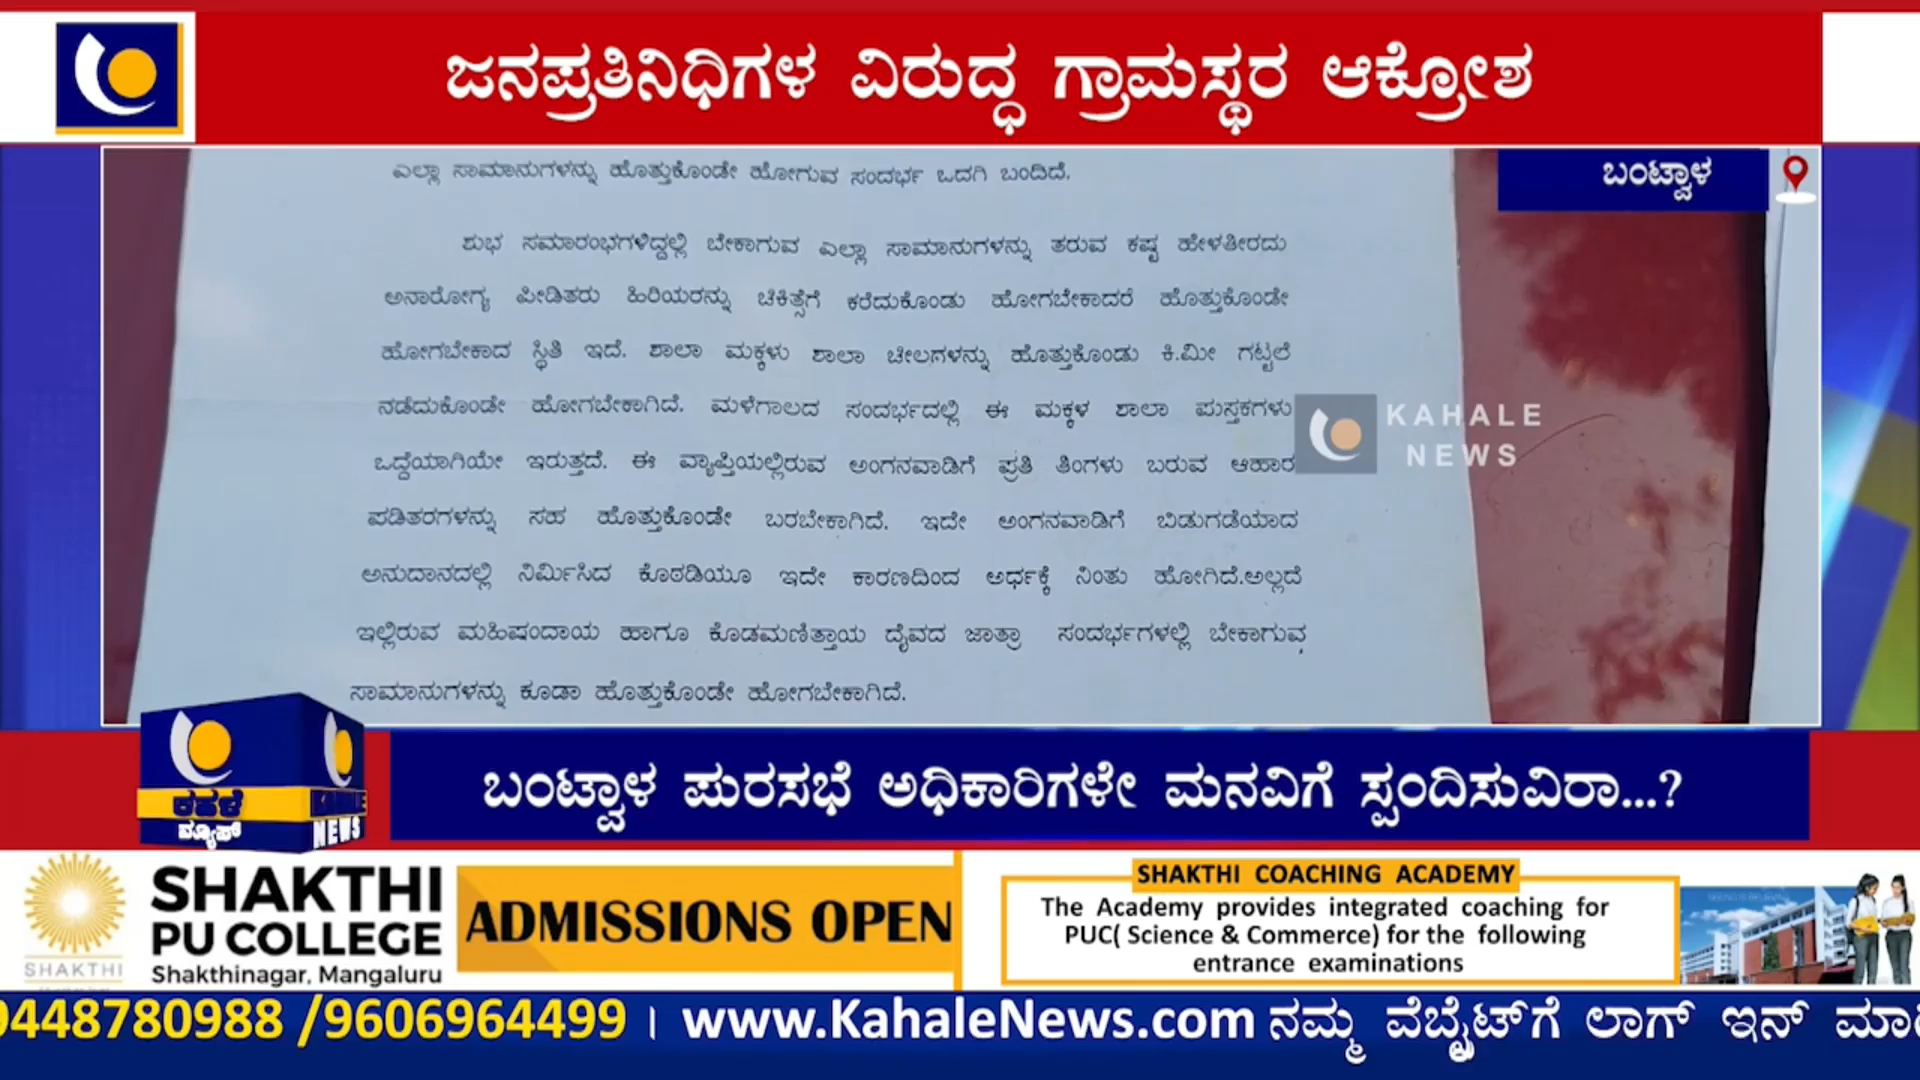 ಜನಪ್ರತಿನಿಧಿಗಳ ವಿರುದ್ಧ ಗ್ರಾಮಸ್ಥರ ಆಕ್ರೋಶ
ಬಂಟ್ವಾಳ
ಎಲ್ಲಾ ಸಾಮಾನುಗಳನ್ನು ಹೊತ್ತುಕೊಂಡೇ ಹೋಗುವ ಸಂದರ್ಭ ಒದಗಿ ಬಂದಿದೆ.
ಶುಭ ಸಮಾರಂಭಗಳಿದ್ದಲ್ಲಿ ಬೇಕಾಗುವ ಎಲ್ಲಾ ಸಾಮಾನುಗಳನ್ನು ತರುವ ಕಷ್ಟ ಹೇಳತೀರದು
ಅನಾರೋಗ್ಯ ಪೀಡಿತರು ಹಿರಿಯರನ್ನು ಚಿಕಿತ್ಸೆಗೆ ಕರೆದುಕೊಂಡು ಹೋಗಬೇಕಾದರೆ ಹೊತ್ತುಕೊಂಡೇ
ಹೋಗಬೇಕಾದ ಸ್ಥಿತಿ ಇದೆ. ಶಾಲಾ ಮಕ್ಕಳು ಶಾಲಾ ಚೀಲಗಳನ್ನು ಹೊತ್ತುಕೊಂಡು ಕಿ.ಮೀ ಗಟ್ಟಲೆ
ನಡೆದುಕೊಂಡೇ ಹೋಗಬೇಕಾಗಿದೆ. ಮಳೆಗಾಲದ ಸಂದರ್ಭದಲ್ಲಿ ಈ ಮಕ್ಕಳ ಶಾಲಾ ಪುಸ್ತಕಗಳು
ಒದ್ದೆಯಾಗಿಯೇ ಇರುತ್ತದೆ. ಈ ವ್ಯಾಪ್ತಿಯಲ್ಲಿರುವ ಅಂಗನವಾಡಿಗೆ ಪ್ರತಿ ತಿಂಗಳು ಬರುವ ಆಹಾರ
ಪಡಿತರಗಳನ್ನು ಸಹ ಹೊತ್ತುಕೊಂಡೇ ಬರಬೇಕಾಗಿದೆ. ಇದೇ ಅಂಗನವಾಡಿಗೆ ಬಿಡುಗಡೆಯಾದ
ಅನುದಾನದಲ್ಲಿ ನಿರ್ಮಿಸಿದ ಕೊಠಡಿಯೂ ಇದೇ ಕಾರಣದಿಂದ ಅರ್ಧಕ್ಕೆ ನಿಂತು ಹೋಗಿದೆ.ಅಲ್ಲದೆ
ಇಲ್ಲಿರುವ ಮಹಿಷಂದಾಯ ಹಾಗೂ ಕೊಡಮಣಿತ್ತಾಯ ದೈವದ ಜಾತ್ರಾ ಸಂದರ್ಭಗಳಲ್ಲಿ ಬೇಕಾಗುವ
ಸಾಮಾನುಗಳನ್ನು ಕೂಡಾ ಹೊತ್ತುಕೊಂಡೇ ಹೋಗಬೇಕಾಗಿದೆ.
KAHALE
NEWS
ಕಹಳೆ
ನ್ಯೂಸ್
NEWS
ಬಂಟ್ವಾಳ ಪುರಸಭೆ ಅಧಿಕಾರಿಗಳೇ ಮನವಿಗೆ ಸ್ಪಂದಿಸುವಿರಾ...?
SHAKTHI
SHAKTHI
PU COLLEGE
Shakthinagar, Mangaluru
ADMISSIONS OPEN
SHAKTHI COACHING ACADEMY
The Academy provides integrated coaching for
PUC( Science & Commerce) for the following
entrance examinations
9448780988 /9606964499 | www.KahaleNews.com ನಮ್ಮ ವೆಬ್ಸೈಟ್‌ಗೆ ಲಾಗ್ ಇನ್